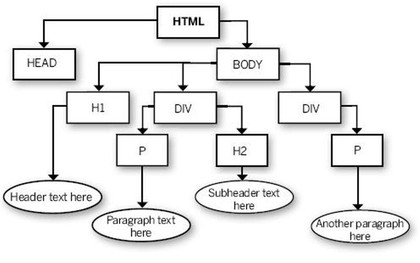 HTML
HEAD
BODY
H1
DIV
DIV
P
H2
P
Header text
here
Paragraph text
here
Subheader text
here
Another paragraph
here